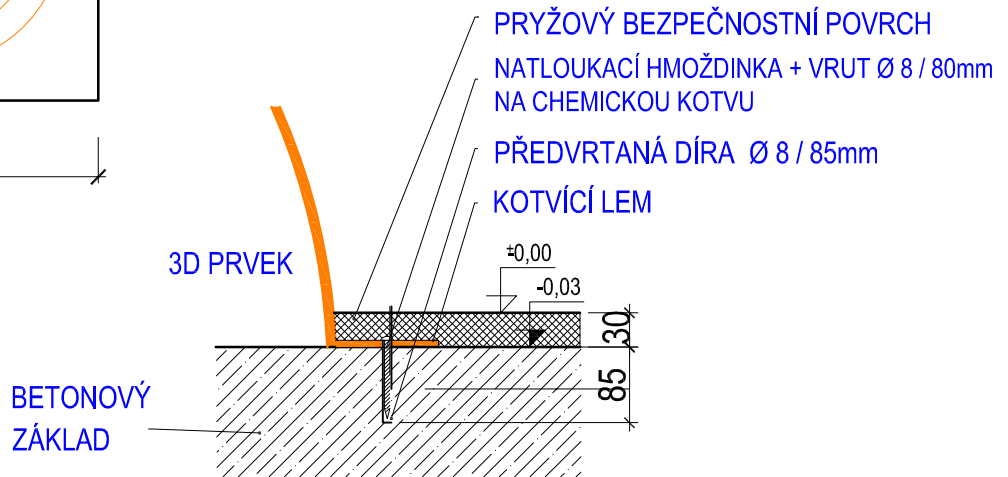 PRYŽOVÝ BEZPEČNOSTNÍ POVRCH
NATLOUKACÍ HMOŽDINKA + VRUT Ø 8 / 80mm
NA CHEMICKOU KOTVU
PŘEDVRTANÁ DÍRA Ø 8 / 85mm
KOTVÍCÍ LEM
3D PRVEK
±0,00
-0,03
30
85
BETONOVÝ
ZÁKLAD